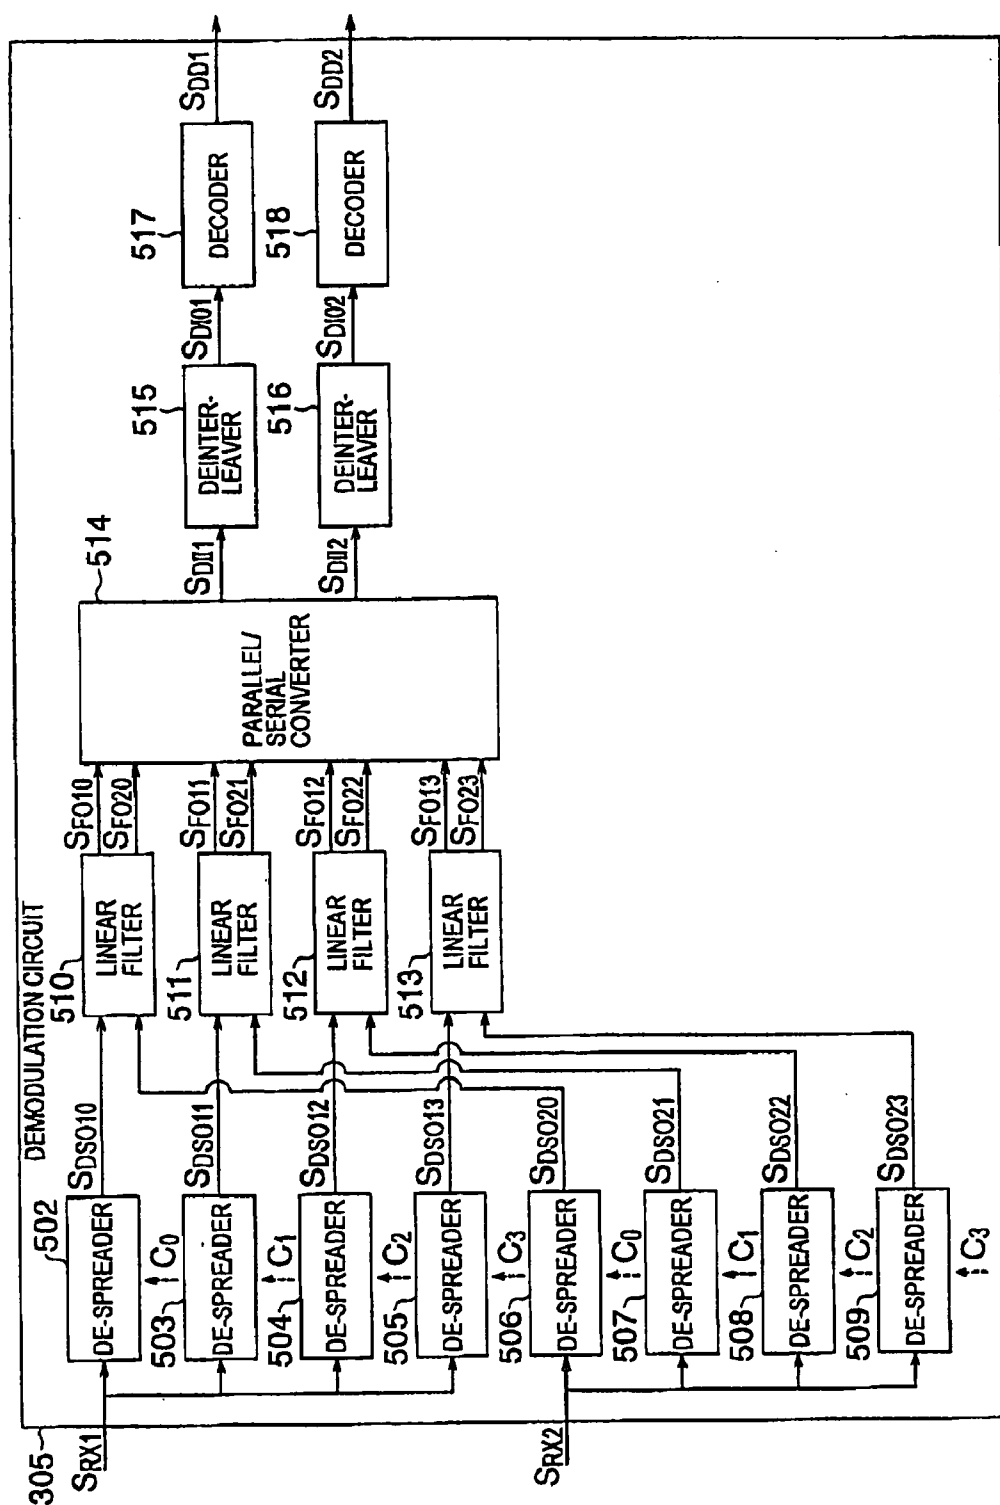 305
DEMODULATION CIRCUIT
SRX1
SRX2
502
DE-SPREADER
C0
SDSO10
503
DE-SPREADER
C1
SDSO11
504
DE-SPREADER
C2
SDSO12
505
DE-SPREADER
C3
SDSO13
506
DE-SPREADER
C0
SDSO20
507
DE-SPREADER
C1
SDSO21
508
DE-SPREADER
C2
SDSO22
509
DE-SPREADER
C3
SDSO23
510
LINEAR
FILTER
SFO10
SFO20
511
LINEAR
FILTER
SFO11
SFO21
512
LINEAR
FILTER
SFO12
SFO22
513
LINEAR
FILTER
SFO13
SFO23
514
PARALLEL/
SERIAL
CONVERTER
SDII1
SDII2
515
DEINTER-
LEAVER
SDIO1
516
DEINTER-
LEAVER
SDIO2
517
DECODER
SDD1
518
DECODER
SDD2